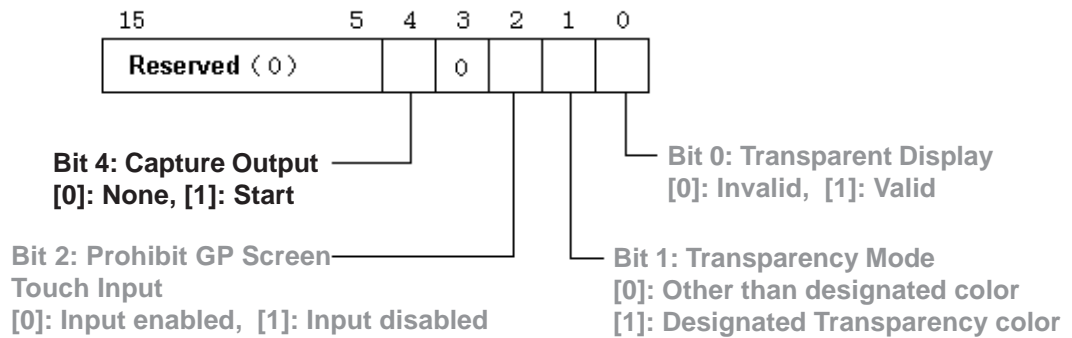 15 5 4 3 2 1 0
Reserved (0) 0
Bit 4: Capture Output
[0]: None, [1]: Start
Bit 0: Transparent Display
[0]: Invalid, [1]: Valid
Bit 2: Prohibit GP Screen
Touch Input
[0]: Input enabled, [1]: Input disabled
Bit 1: Transparency Mode
[0]: Other than designated color
[1]: Designated Transparency color